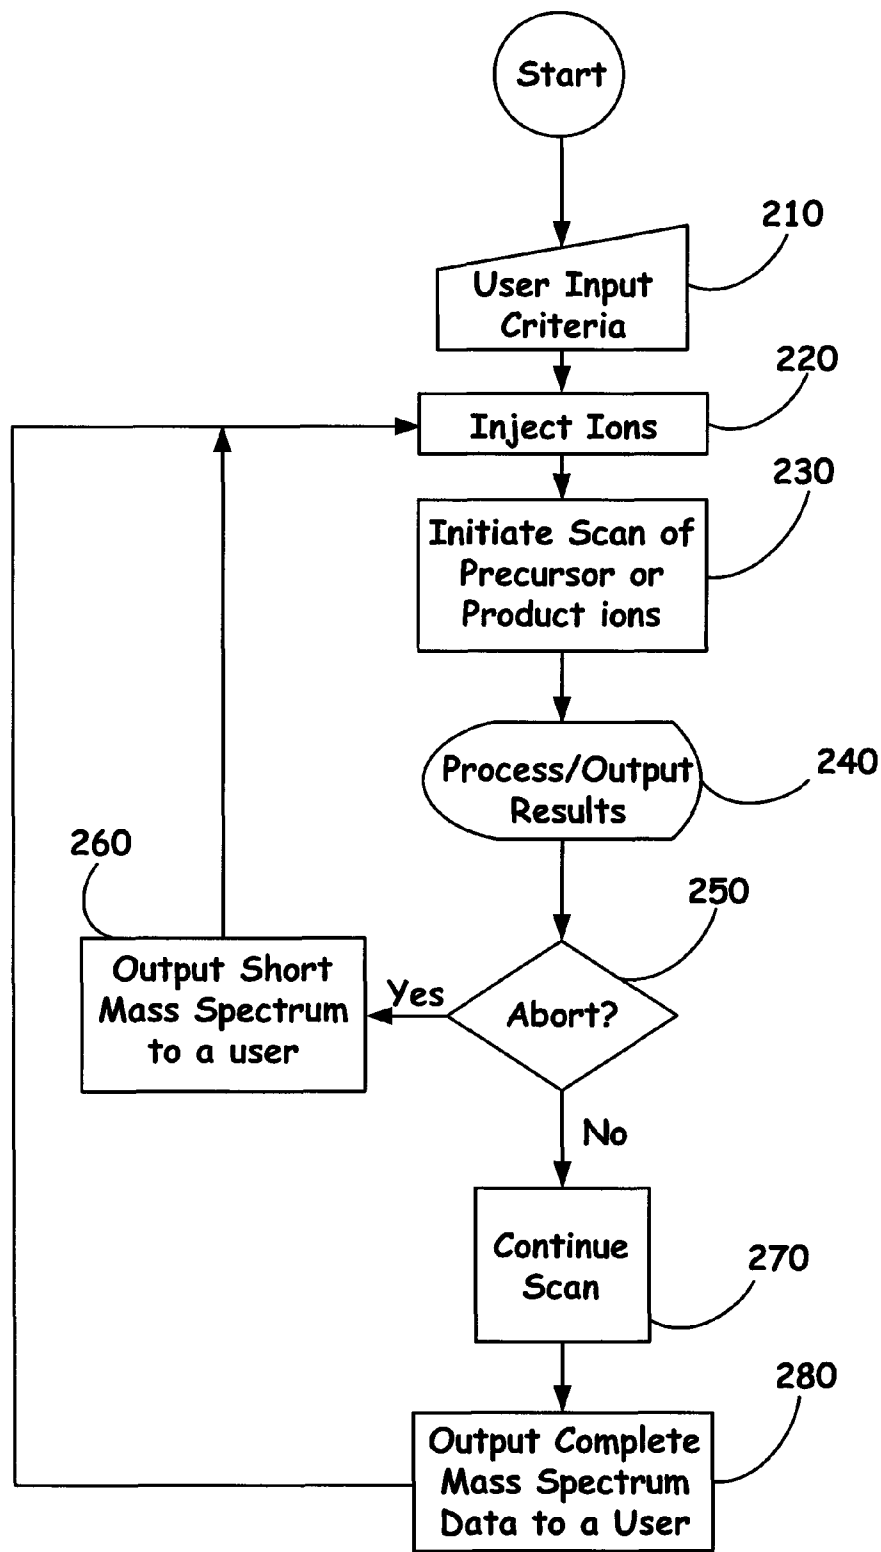 Start
210
User Input
Criteria
220
Inject Ions
230
Initiate Scan of
Precursor or
Product ions
240
Process/Output
Results
260
250
Output Short
Mass Spectrum
to a user
Yes
Abort?
No
Continue
Scan
270
280
Output Complete
Mass Spectrum
Data to a User